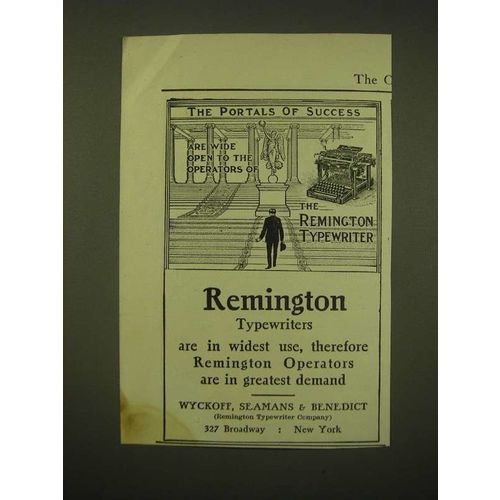 The C
THE PORTALS OF SUCCESS
ARE WIDE
OPEN TO THE
OPERATORS OF
THE
REMINGTON
TYPEWRITER
Remington
Typewriters
are in widest use, therefore
Remington Operators
are in greatest demand
WYCKOFF, SEAMANS & BENEDICT
(Remington Typewriter Company)
327 Broadway : New York